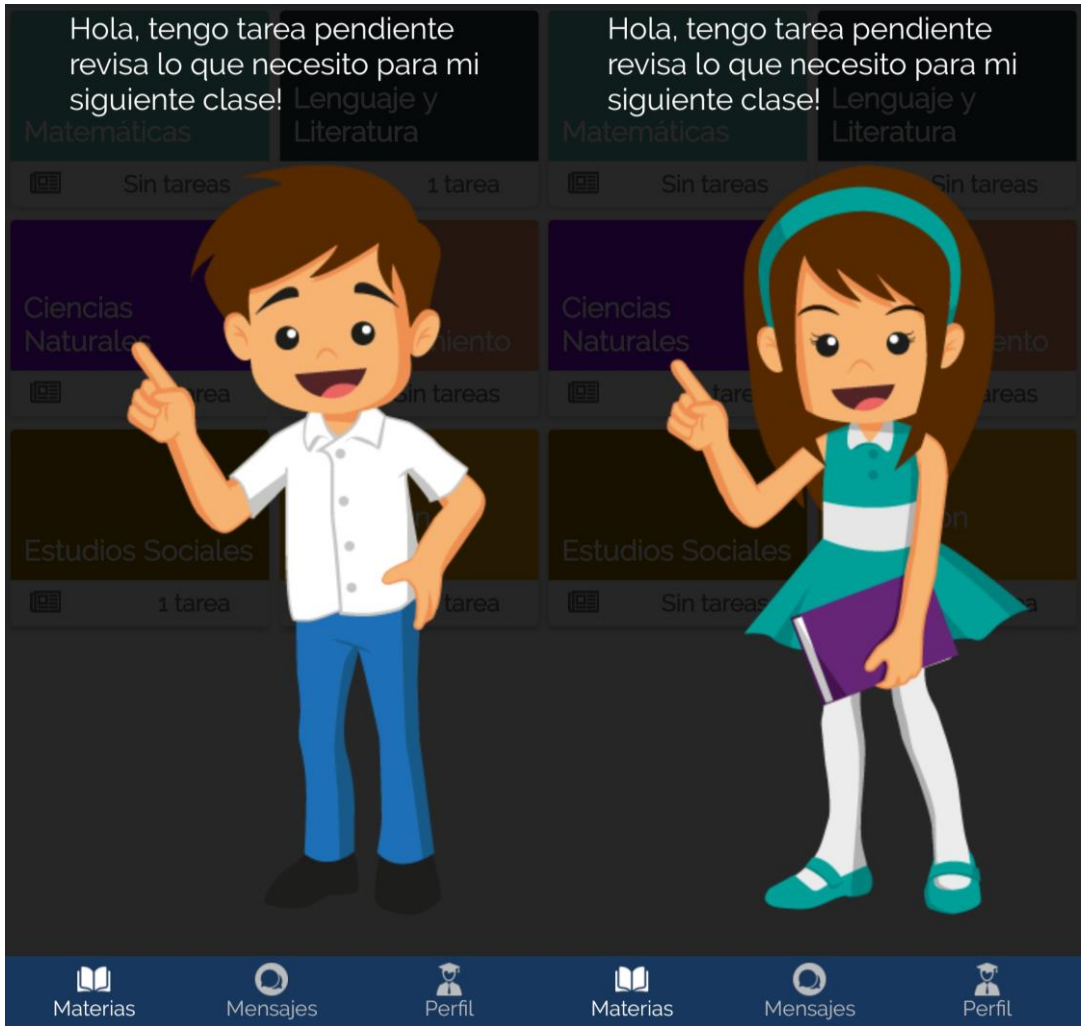 Hola, tengo tarea pendiente
revisa lo que necesito para mi
siguiente clase!
Matemáticas
Lenguaje y
Literatura
Sin tareas
1 tarea
Ciencias
Naturales
Estudios Sociales
1 tarea
tarea
Materias
Mensajes
Perfil
Hola, tengo tarea pendiente
revisa lo que necesito para mi
siguiente clase!
Matemáticas
Lenguaje y
Literatura
Sin tareas
Sin tareas
Ciencias
Naturales
Estudios Sociales
Sin tareas
Materias
Mensajes
Perfil